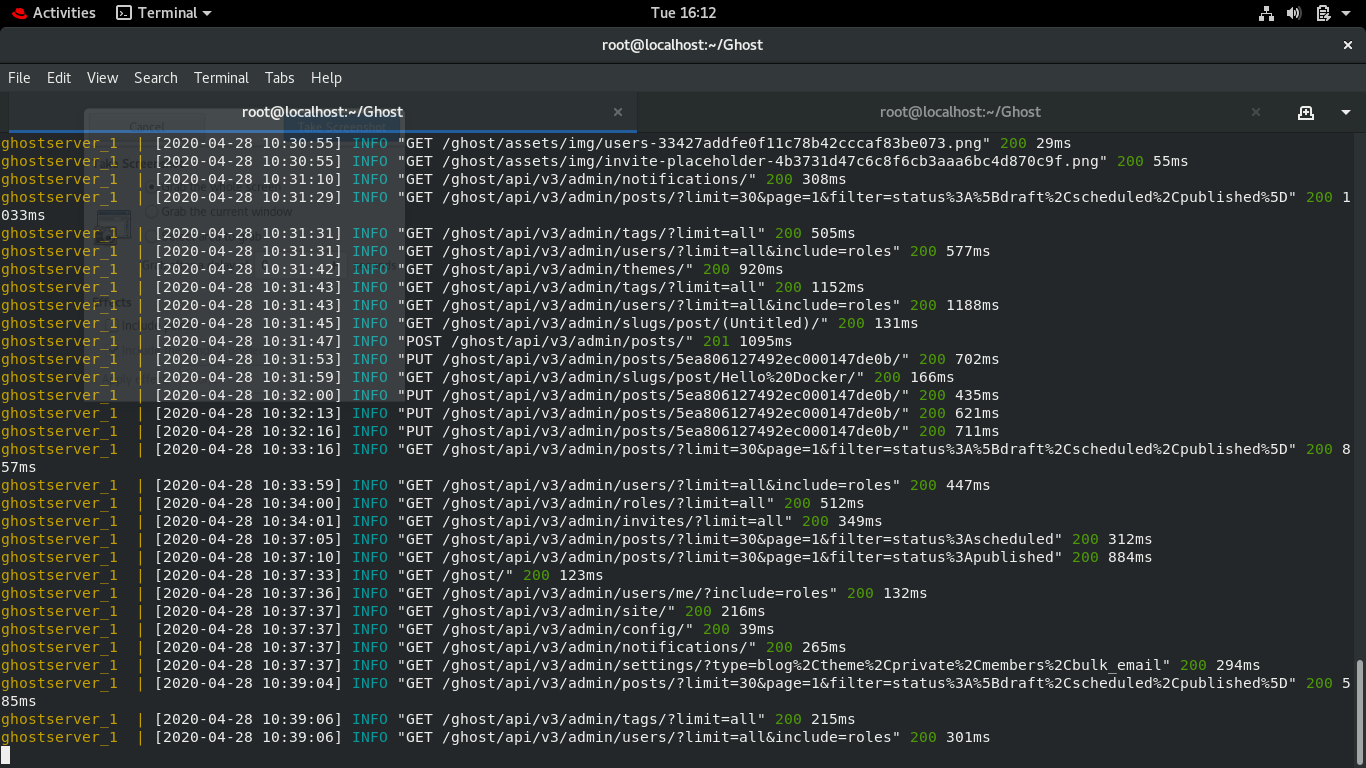 Activities Terminal Tue 16:12
root@localhost:~/Ghost
File Edit View Search Terminal Tabs Help
root@localhost:~/Ghost root@localhost:~/Ghost
Cancel Take Screenshot
ghostserver_1 | [2020-04-28 10:30:55] INFO "GET /ghost/assets/img/users-33427addfe0f11c78b42cccaf83be073.png" 200 29ms
ghostserver_1 | [2020-04-28 10:30:55] INFO "GET /ghost/assets/img/invite-placeholder-4b3731d47c6c8f6cb3aaa6bc4d870c9f.png" 200 55ms
ghostserver_1 | [2020-04-28 10:31:10] INFO "GET /ghost/api/v3/admin/notifications/" 200 308ms
ghostserver_1 | [2020-04-28 10:31:29] INFO "GET /ghost/api/v3/admin/posts/?limit=30&page=1&filter=status%3A%5Bdraft%2Cscheduled%2Cpublished%5D" 200 1
033ms
Grab the current window
ghostserver_1 | [2020-04-28 10:31:31] INFO "GET /ghost/api/v3/admin/tags/?limit=all" 200 505ms
ghostserver_1 | [2020-04-28 10:31:31] INFO "GET /ghost/api/v3/admin/users/?limit=all&include=roles" 200 577ms
ghostserver_1 | [2020-04-28 10:31:42] INFO "GET /ghost/api/v3/admin/themes/" 200 920ms
ghostserver_1 | [2020-04-28 10:31:43] INFO "GET /ghost/api/v3/admin/tags/?limit=all" 200 1152ms
Effects
ghostserver_1 | [2020-04-28 10:31:43] INFO "GET /ghost/api/v3/admin/users/?limit=all&include=roles" 200 1188ms
ghostserver_1 | [2020-04-28 10:31:45] INFO "GET /ghost/api/v3/admin/slugs/post/(Untitled)/" 200 131ms
ghostserver_1 | [2020-04-28 10:31:47] INFO "POST /ghost/api/v3/admin/posts/" 201 1095ms
ghostserver_1 | [2020-04-28 10:31:53] INFO "PUT /ghost/api/v3/admin/posts/5ea806127492ec000147de0b/" 200 702ms
ghostserver_1 | [2020-04-28 10:31:59] INFO "GET /ghost/api/v3/admin/slugs/post/Hello%20Docker/" 200 166ms
ghostserver_1 | [2020-04-28 10:32:00] INFO "PUT /ghost/api/v3/admin/posts/5ea806127492ec000147de0b/" 200 435ms
ghostserver_1 | [2020-04-28 10:32:13] INFO "PUT /ghost/api/v3/admin/posts/5ea806127492ec000147de0b/" 200 621ms
ghostserver_1 | [2020-04-28 10:32:16] INFO "PUT /ghost/api/v3/admin/posts/5ea806127492ec000147de0b/" 200 711ms
ghostserver_1 | [2020-04-28 10:33:16] INFO "GET /ghost/api/v3/admin/posts/?limit=30&page=1&filter=status%3A%5Bdraft%2Cscheduled%2Cpublished%5D" 200 8
57ms
ghostserver_1 | [2020-04-28 10:33:59] INFO "GET /ghost/api/v3/admin/users/?limit=all&include=roles" 200 447ms
ghostserver_1 | [2020-04-28 10:34:00] INFO "GET /ghost/api/v3/admin/roles/?limit=all" 200 512ms
ghostserver_1 | [2020-04-28 10:34:01] INFO "GET /ghost/api/v3/admin/invites/?limit=all" 200 349ms
ghostserver_1 | [2020-04-28 10:37:05] INFO "GET /ghost/api/v3/admin/posts/?limit=30&page=1&filter=status%3Ascheduled" 200 312ms
ghostserver_1 | [2020-04-28 10:37:10] INFO "GET /ghost/api/v3/admin/posts/?limit=30&page=1&filter=status%3Apublished" 200 884ms
ghostserver_1 | [2020-04-28 10:37:33] INFO "GET /ghost/" 200 123ms
ghostserver_1 | [2020-04-28 10:37:36] INFO "GET /ghost/api/v3/admin/users/me/?include=roles" 200 132ms
ghostserver_1 | [2020-04-28 10:37:37] INFO "GET /ghost/api/v3/admin/site/" 200 216ms
ghostserver_1 | [2020-04-28 10:37:37] INFO "GET /ghost/api/v3/admin/config/" 200 39ms
ghostserver_1 | [2020-04-28 10:37:37] INFO "GET /ghost/api/v3/admin/notifications/" 200 265ms
ghostserver_1 | [2020-04-28 10:37:37] INFO "GET /ghost/api/v3/admin/settings/?type=blog%2Ctheme%2Cprivate%2Cmembers%2Cbulk_email" 200 294ms
ghostserver_1 | [2020-04-28 10:39:04] INFO "GET /ghost/api/v3/admin/posts/?limit=30&page=1&filter=status%3A%5Bdraft%2Cscheduled%2Cpublished%5D" 200 5
85ms
ghostserver_1 | [2020-04-28 10:39:06] INFO "GET /ghost/api/v3/admin/tags/?limit=all" 200 215ms
ghostserver_1 | [2020-04-28 10:39:06] INFO "GET /ghost/api/v3/admin/users/?limit=all&include=roles" 200 301ms